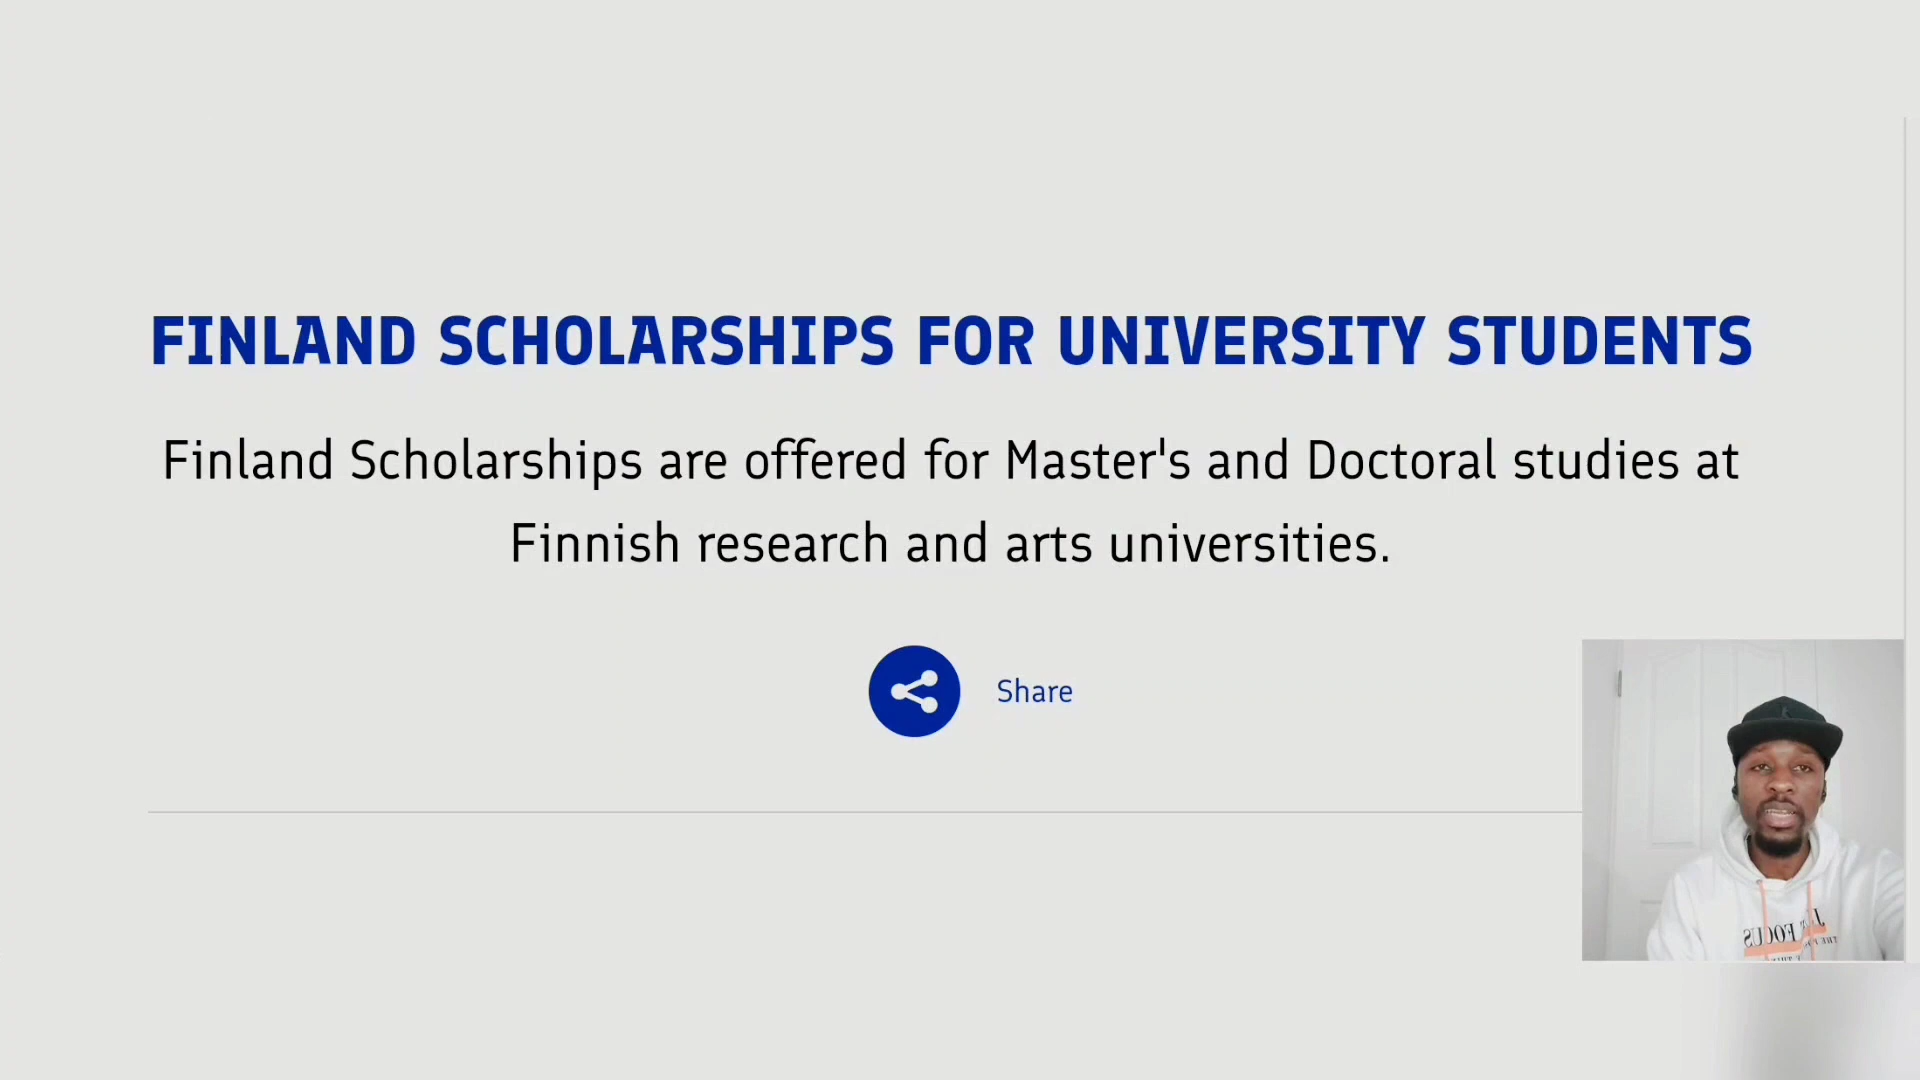 FINLAND SCHOLARSHIPS FOR UNIVERSITY STUDENTS
Finland Scholarships are offered for Master's and Doctoral studies at
Finnish research and arts universities.
Share
FOCUS